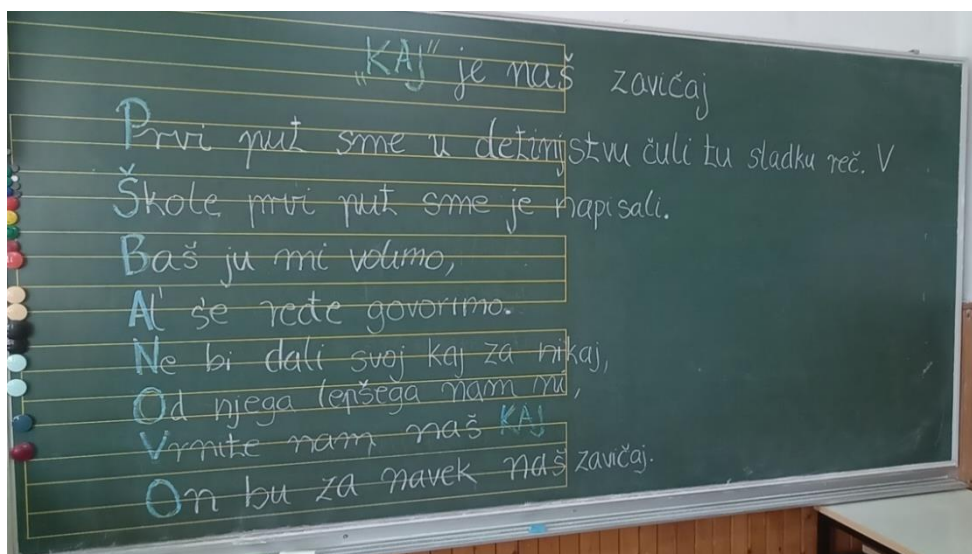 „KAJ“ je naš zavičaj
Prvi put sme u detinjstvu čuli tu sladku reč. V
Škole prvi put sme je napisali.
Baš ju mi volimo,
Al' še ređe govorimo.
Ne bi dali svoj kaj za nikaj,
Od njega lepšega nam ni,
Vrnite nam naš KAJ
On bu za navek naš zavičaj.